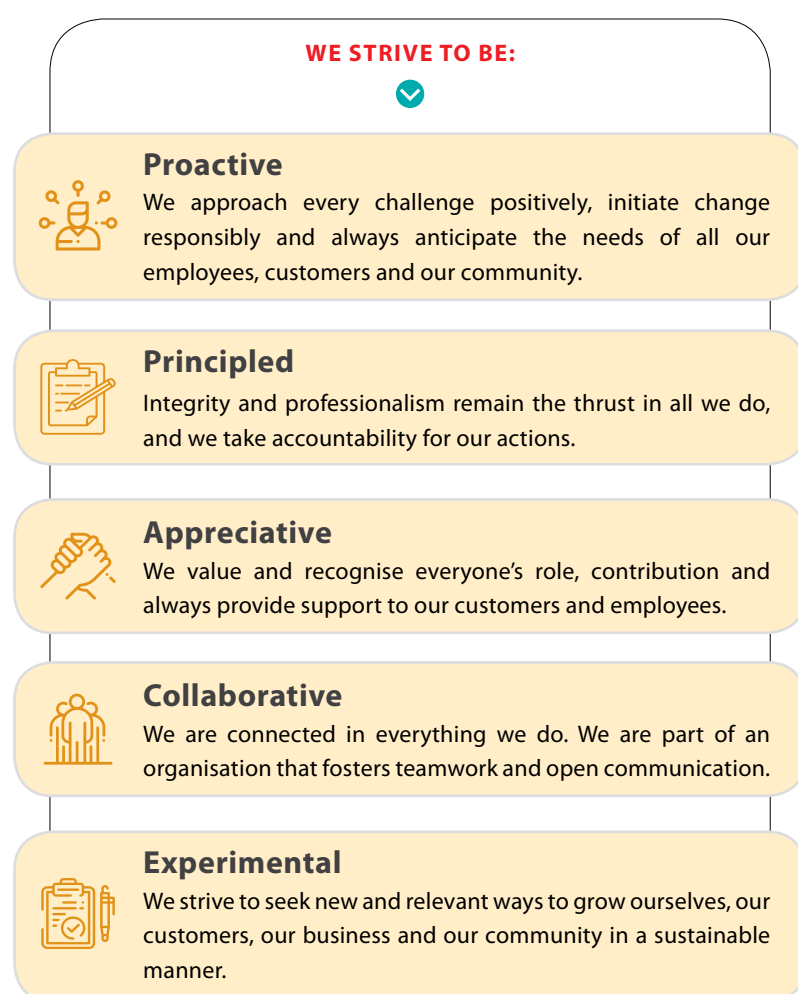 WE STRIVE TO BE:
Proactive
We approach every challenge positively, initiate change
responsibly and always anticipate the needs of all our
employees, customers and our community.
Principled
Integrity and professionalism remain the thrust in all we do,
and we take accountability for our actions.
Appreciative
We value and recognise everyone’s role, contribution and
always provide support to our customers and employees.
Collaborative
We are connected in everything we do. We are part of an
organisation that fosters teamwork and open communication.
Experimental
We strive to seek new and relevant ways to grow ourselves, our
customers, our business and our community in a sustainable
manner.